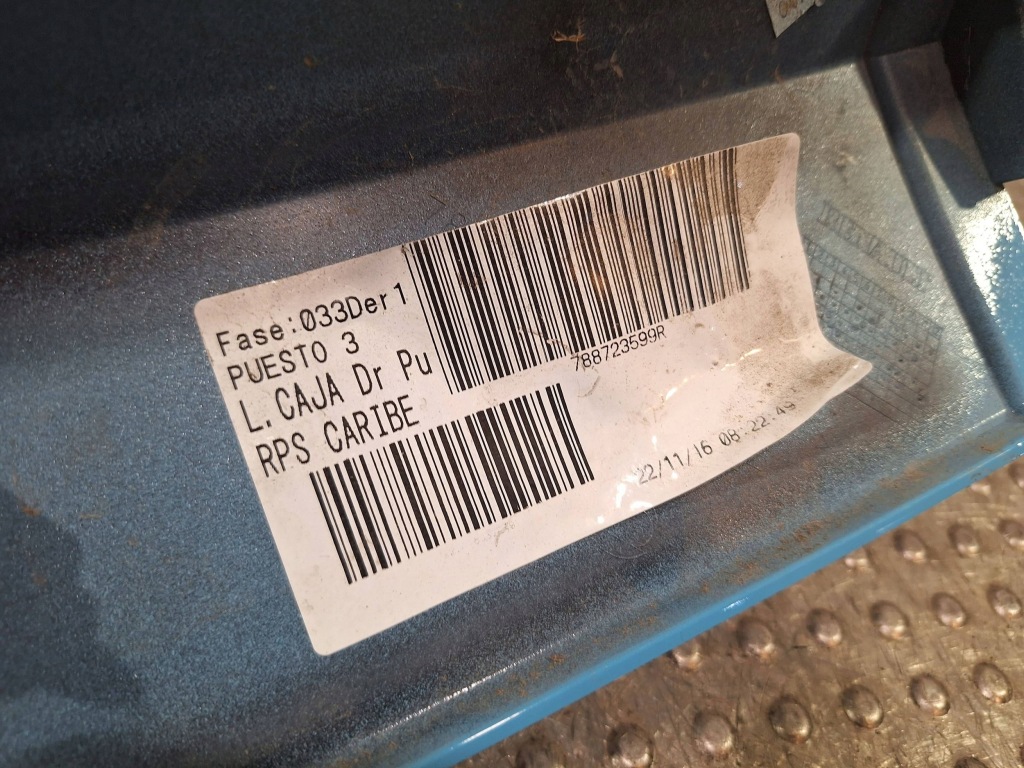 Fase:033Der1
PUESTO 3
L.CAJA Dr Pu
RPS CARIBE
788723599R
22/11/16 08:22:49